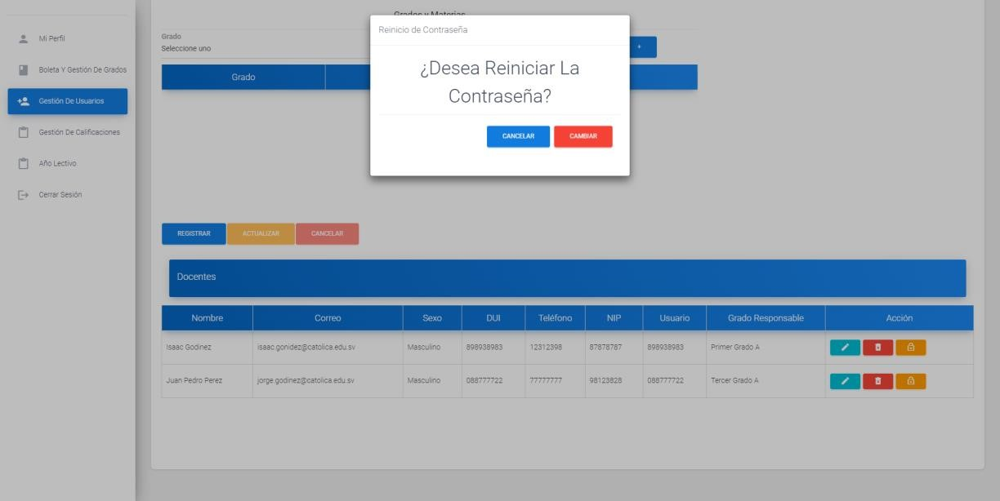 Mi Perfil
Boleta Y Gestión De Grados
Gestión De Usuarios
Gestión De Calificaciones
Año Lectivo
Cerrar Sesión
Grados y Materias
Grado
Seleccione uno
+
Grado
Reinicio de Contraseña
¿Desea Reiniciar La
Contraseña?
CANCELAR CAMBIAR
REGISTRAR ACTUALIZAR CANCELAR
Docentes
Nombre Correo Sexo DUI Teléfono NIP Usuario Grado Responsable Acción
Isaac Godinez isaac.gonidez@catolica.edu.sv Masculino 898938983 12312398 87878787 898938983 Primer Grado A
Juan Pedro Perez jorge.godinez@catolica.edu.sv Masculino 088777722 77777777 98123828 088777722 Tercer Grado A